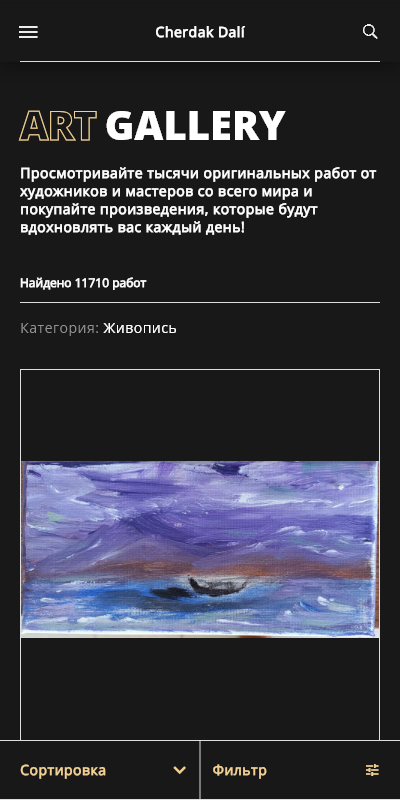 Cherdak Dalí
ART GALLERY
Просмотривайте тысячи оригинальных работ от
художников и мастеров со всего мира и
покупайте произведения, которые будут
вдохновлять вас каждый день!
Найдено 11710 работ
Категория: Живопись
Сортировка
Фильтр